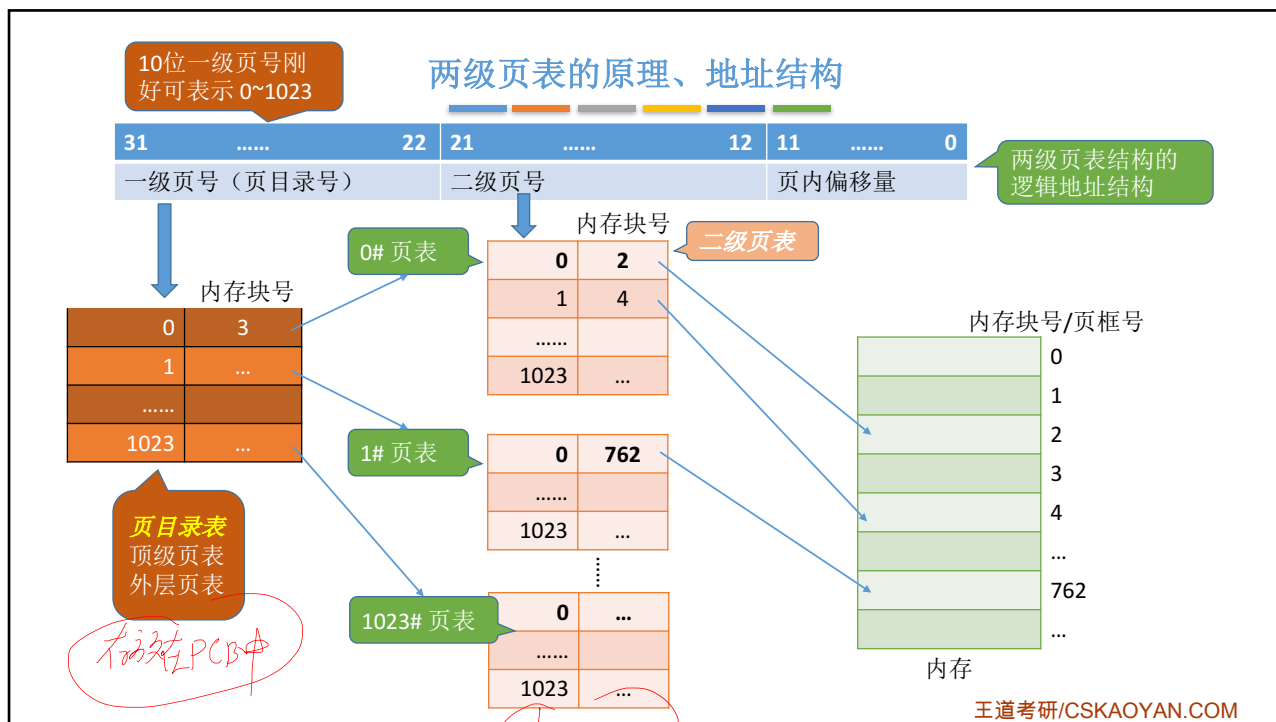 两级页表的原理、地址结构
10位一级页号刚
好可表示 0~1023
31 …… 22 21 …… 12 11 …… 0
一级页号（页目录号） 二级页号 页内偏移量
两级页表结构的
逻辑地址结构
内存块号
0 3
1 …
……
1023 …
页目录表
顶级页表
外层页表
0# 页表
内存块号
二级页表
0 2
1 4
……
1023 …
1# 页表
0 762
……
1023 …
……
1023# 页表
0 …
……
1023 …
内存块号/页框号
0
1
2
3
4
…
762
…
内存
在PCB中
王道考研/CSKAOYAN.COM